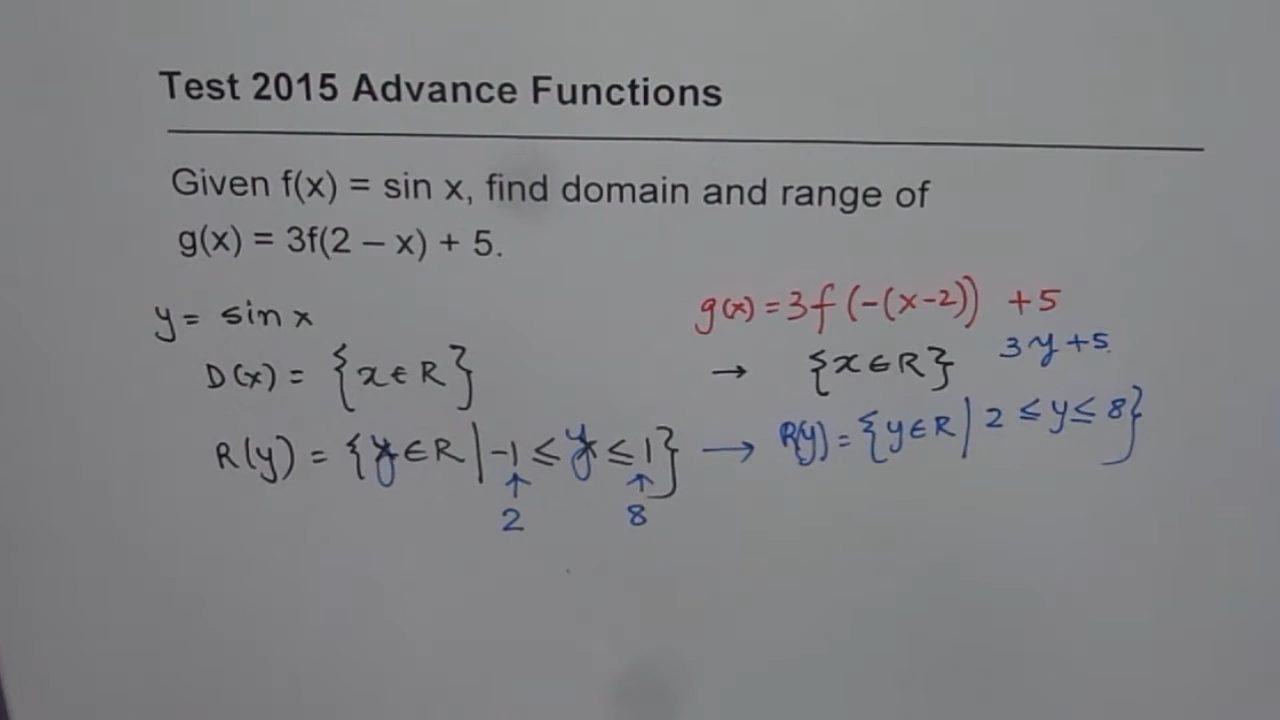 Test 2015 Advance Functions
Given f(x) = sin x, find domain and range of
g(x) = 3f(2 – x) + 5.
y = sin x
D(x) = {x ∈ R}
R(y) = {y ∈ R | -1 ≤ y ≤ 1}
↑ ↑
2 8
g(x) = 3f(-(x-2)) + 5
3y + 5
→ {x ∈ R}
→ R(y) = {y ∈ R | 2 ≤ y ≤ 8}